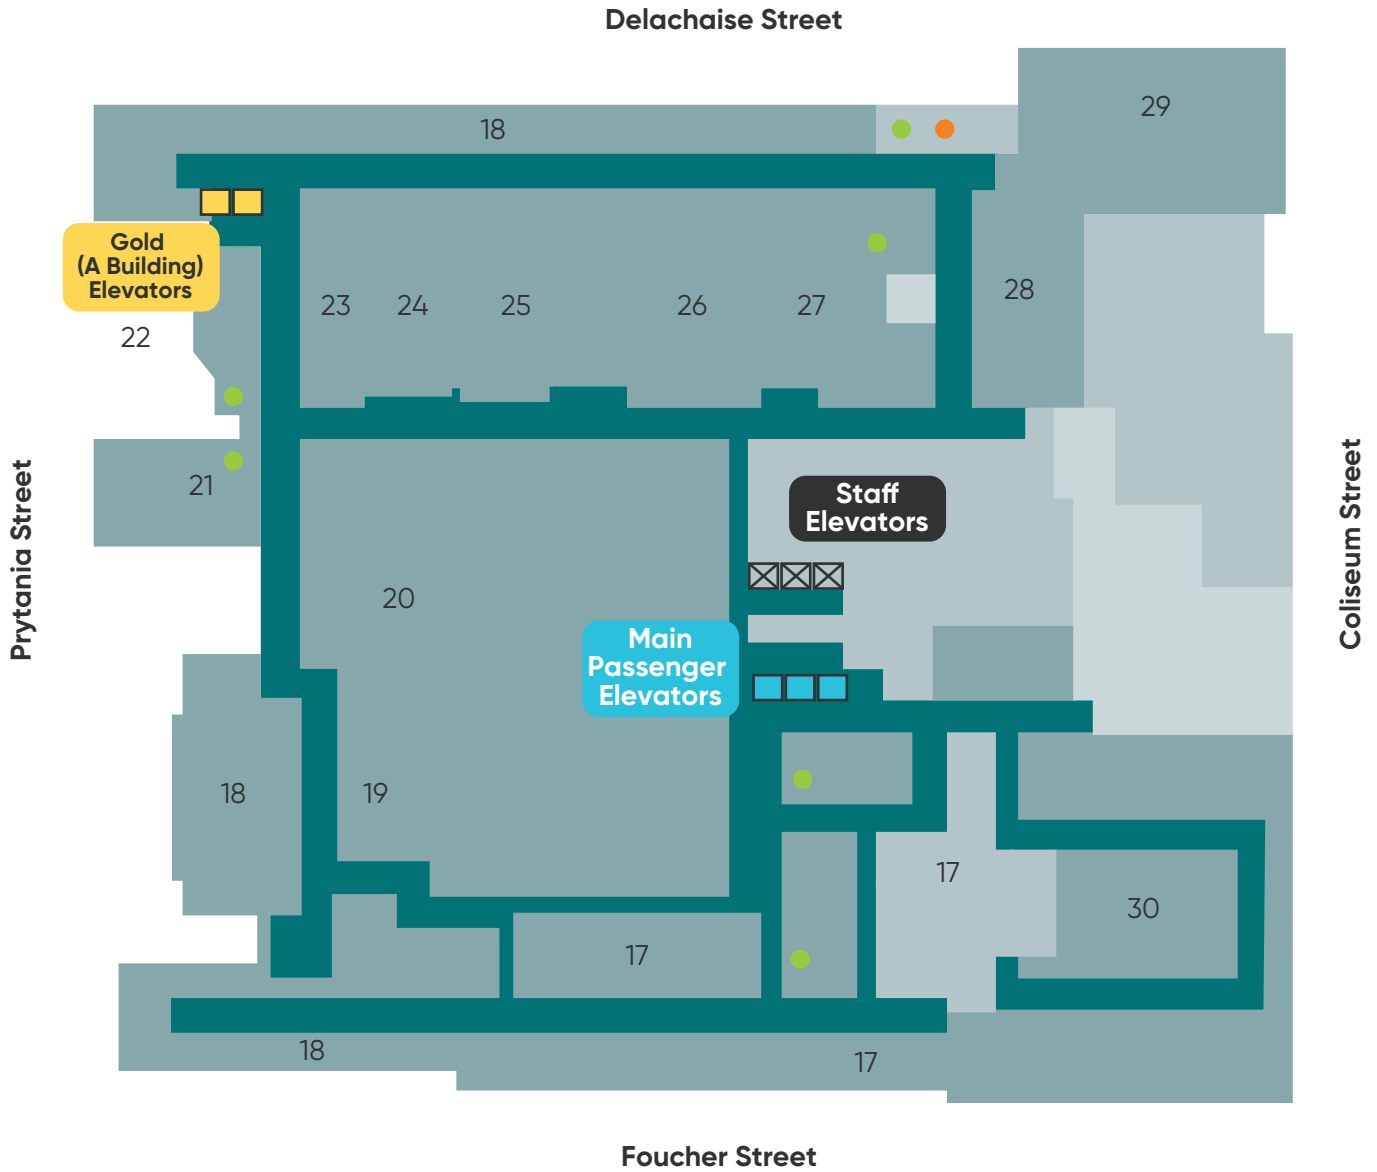 Delachaise Street
29
18
Gold
(A Building)
Elevators
22
23
24
25
26
27
28
21
Staff
Elevators
Prytania Street
Coliseum Street
20
Main
Passenger
Elevators
18
19
17
30
17
18
17
Foucher Street